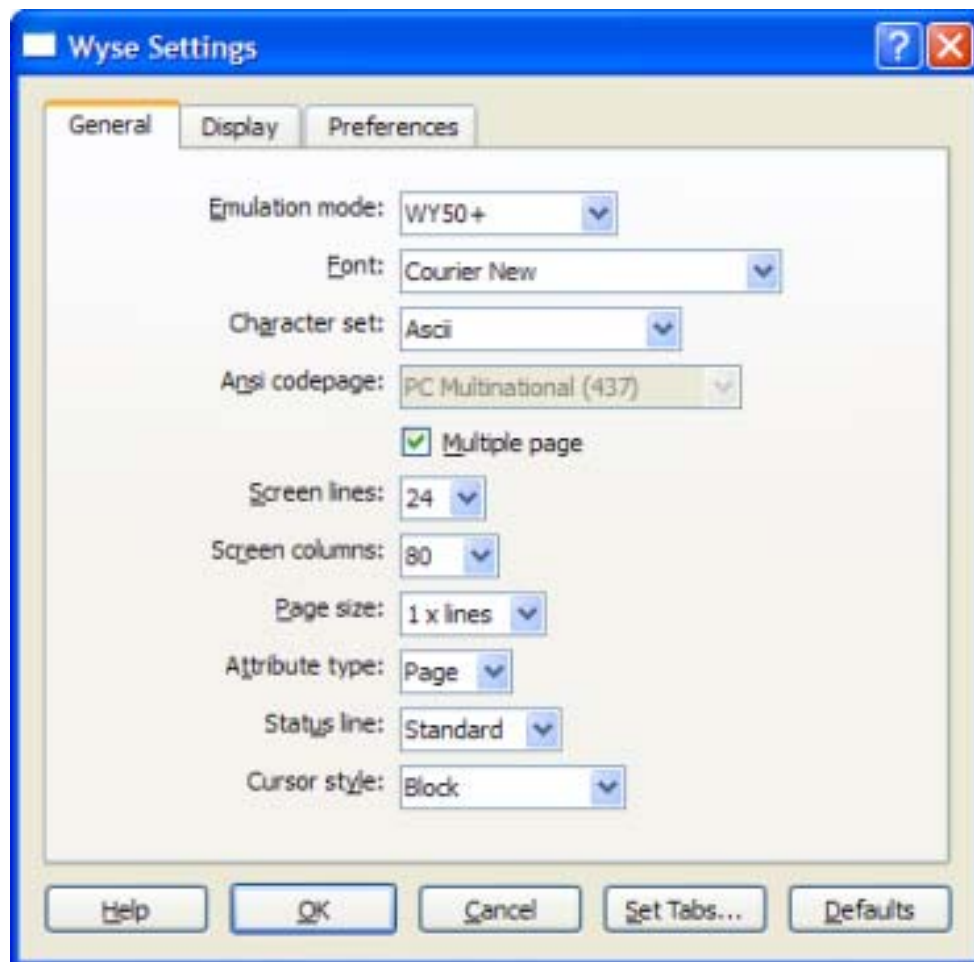 Wyse Settings
General Display Preferences
Emulation mode: WY50+
Font: Courier New
Character set: Ascii
Ansi codepage: PC Multinational (437)
Multiple page
Screen lines: 24
Screen columns: 80
Page size: 1 x lines
Attribute type: Page
Status line: Standard
Cursor style: Block
Help OK Cancel Set Tabs... Defaults